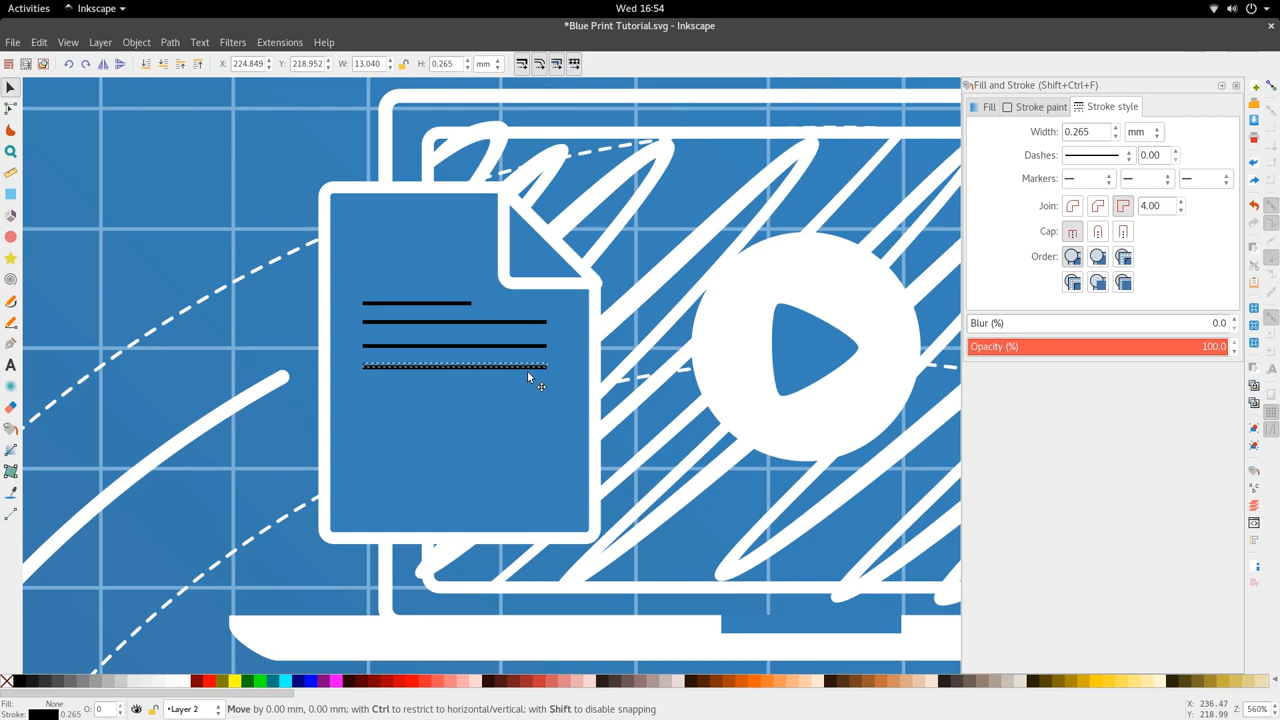 Activities
Inkscape
Wed 16:54
*Blue Print Tutorial.svg - Inkscape
File Edit View Layer Object Path Text Filters Extensions Help
X: 224.849 Y: 218.952 W: 13.040 H: 0.265 mm
Fill and Stroke (Shift+Ctrl+F)
Fill Stroke paint Stroke style
Width: 0.265 mm
Dashes: 0.00
Markers:
Join: 4.00
Cap:
Order:
Blur (%) 0.0
Opacity (%) 100.0
Fill: None
Stroke: 0.265
O: 0
•Layer 2
Move by 0.00 mm, 0.00 mm; with Ctrl to restrict to horizontal/vertical; with Shift to disable snapping
X: 236.47
Y: 218.99
Z: 560%